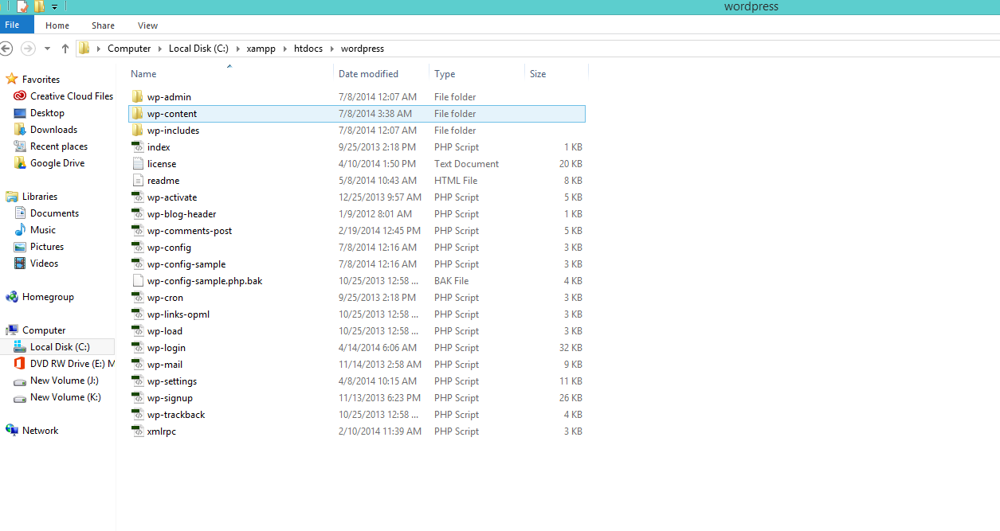 wordpress
File Home Share View
Computer Local Disk (C:) xampp htdocs wordpress
Name Date modified Type Size
Favorites
Creative Cloud Files
Desktop
Downloads
Recent places
Google Drive
Libraries
Documents
Music
Pictures
Videos
Homegroup
Computer
Local Disk (C:)
DVD RW Drive (E:) M
New Volume (J:)
New Volume (K:)
Network
wp-admin 7/8/2014 12:07 AM File folder
wp-content 7/8/2014 3:38 AM File folder
wp-includes 7/8/2014 12:07 AM File folder
index 9/25/2013 2:18 PM PHP Script 1 KB
license 4/10/2014 1:50 PM Text Document 20 KB
readme 5/8/2014 10:43 AM HTML File 8 KB
wp-activate 12/25/2013 9:57 AM PHP Script 5 KB
wp-blog-header 1/9/2012 8:01 AM PHP Script 1 KB
wp-comments-post 2/19/2014 12:45 PM PHP Script 5 KB
wp-config 7/8/2014 12:16 AM PHP Script 3 KB
wp-config-sample 7/8/2014 12:16 AM PHP Script 3 KB
wp-config-sample.php.bak 10/25/2013 12:58 ... BAK File 4 KB
wp-cron 9/25/2013 2:18 PM PHP Script 3 KB
wp-links-opml 10/25/2013 12:58 ... PHP Script 3 KB
wp-load 10/25/2013 12:58 ... PHP Script 3 KB
wp-login 4/14/2014 6:06 AM PHP Script 32 KB
wp-mail 11/14/2013 2:58 AM PHP Script 9 KB
wp-settings 4/8/2014 10:15 AM PHP Script 11 KB
wp-signup 11/13/2013 6:23 PM PHP Script 26 KB
wp-trackback 10/25/2013 12:58 ... PHP Script 4 KB
xmlrpc 2/10/2014 11:39 AM PHP Script 3 KB